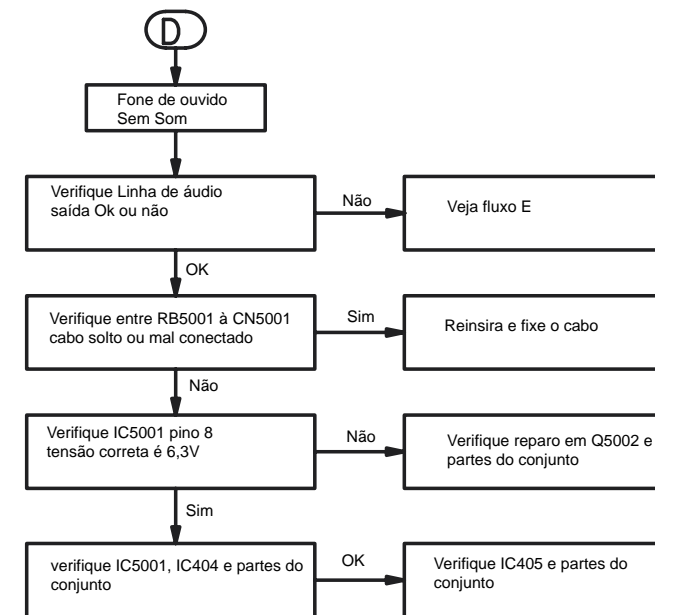 D
Fone de ouvido
Sem Som
Verifique Linha de áudio
saída Ok ou não
Não
Veja fluxo E
OK
Verifique entre RB5001 à CN5001
cabo solto ou mal conectado
Sim
Reinsira e fixe o cabo
Não
Verifique IC5001 pino 8
tensão correta é 6,3V
Não
Verifique reparo em Q5002 e
partes do conjunto
Sim
verifique IC5001, IC404 e partes do
conjunto
OK
Verifique IC405 e partes do
conjunto